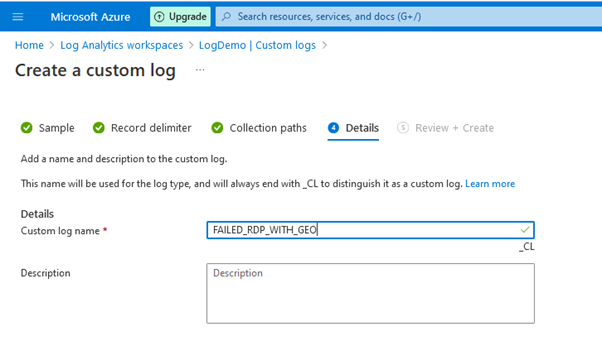 Microsoft Azure Upgrade Search resources, services, and docs (G+/)
Home > Log Analytics workspaces > LogDemo | Custom logs >
Create a custom log ...
Sample Record delimiter Collection paths 4 Details 5 Review + Create
Add a name and description to the custom log.
This name will be used for the log type, and will always end with _CL to distinguish it as a custom log. Learn more
Details
Custom log name * FAILED_RDP_WITH_GEO
_CL
Description Description